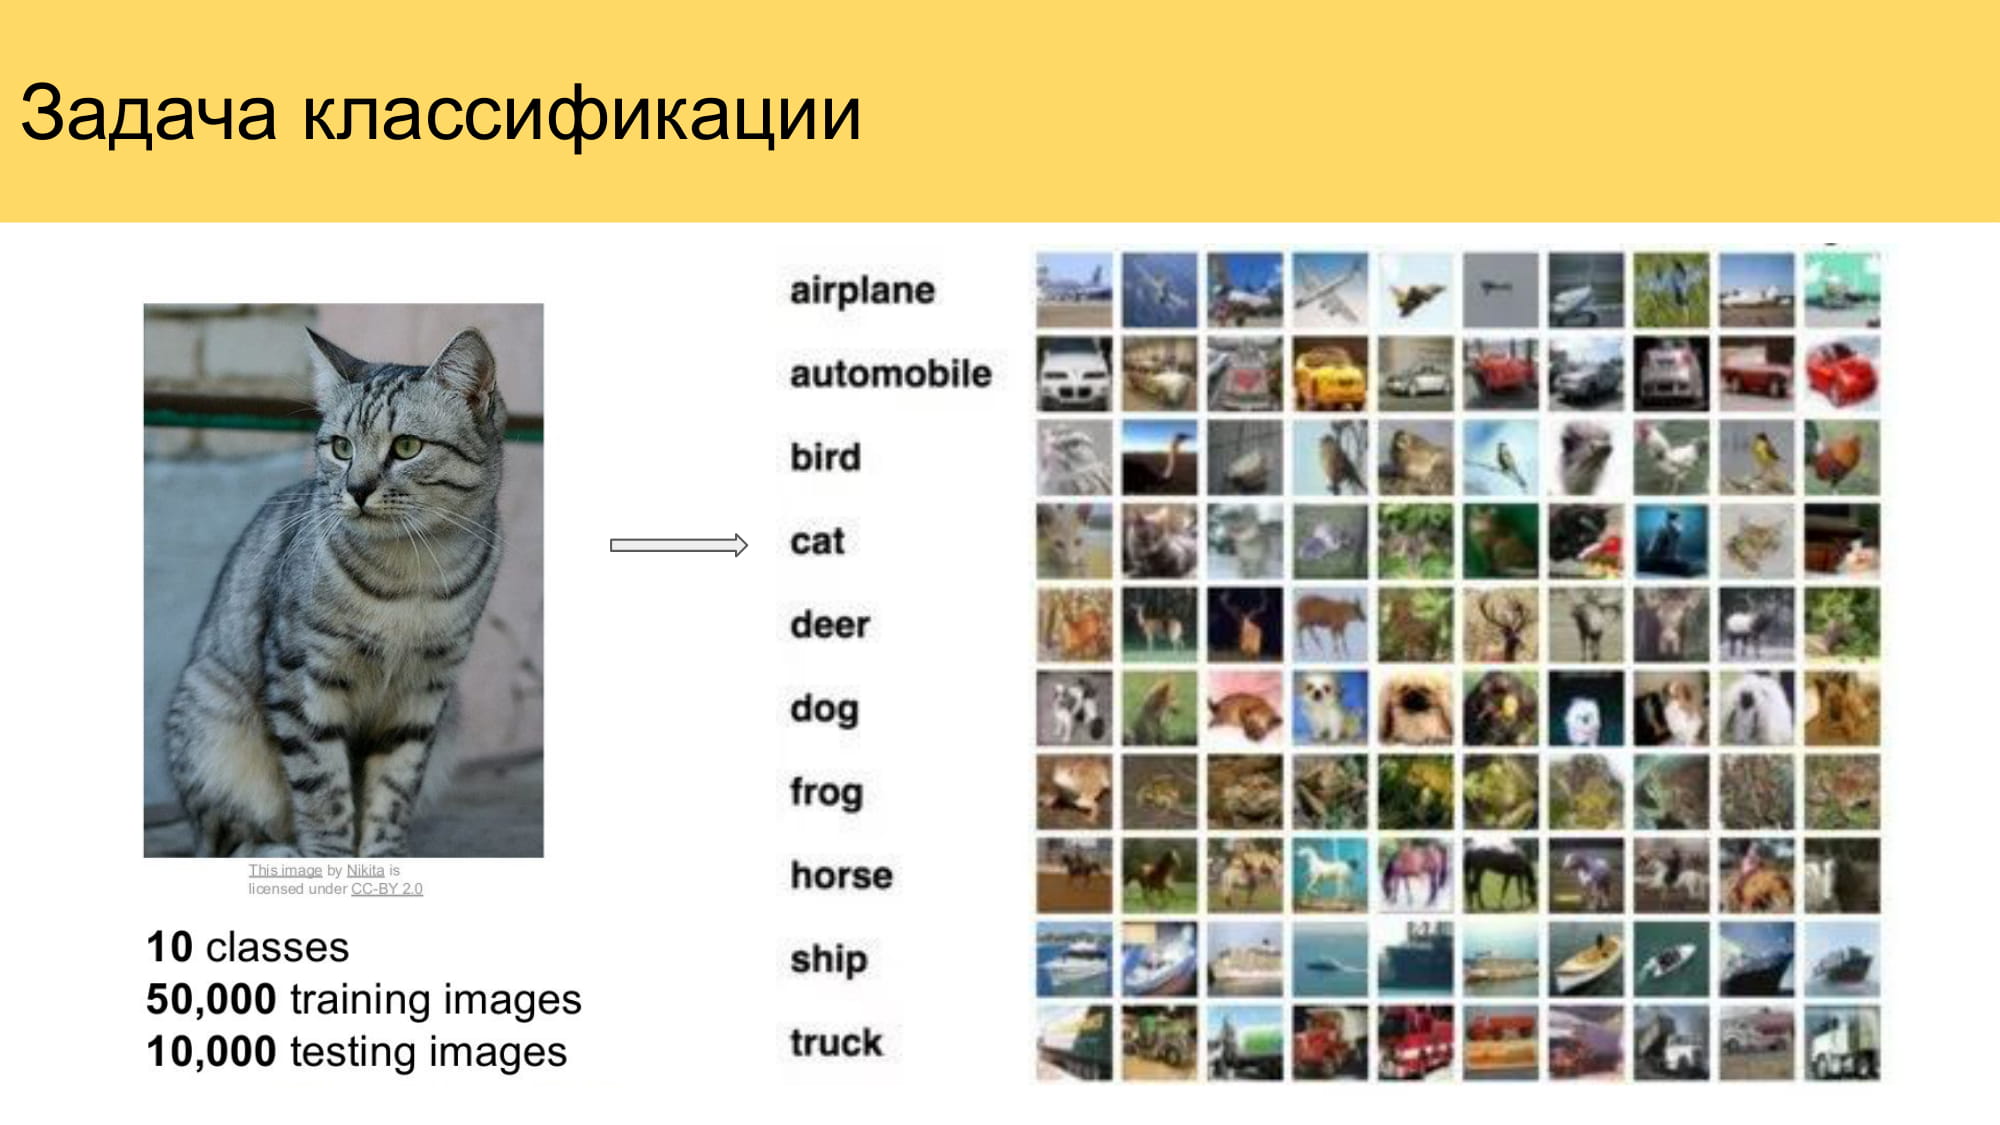 Задача классификации
This image by Nikita is
licensed under CC-BY 2.0
10 classes
50,000 training images
10,000 testing images
airplane
automobile
bird
cat
deer
dog
frog
horse
ship
truck